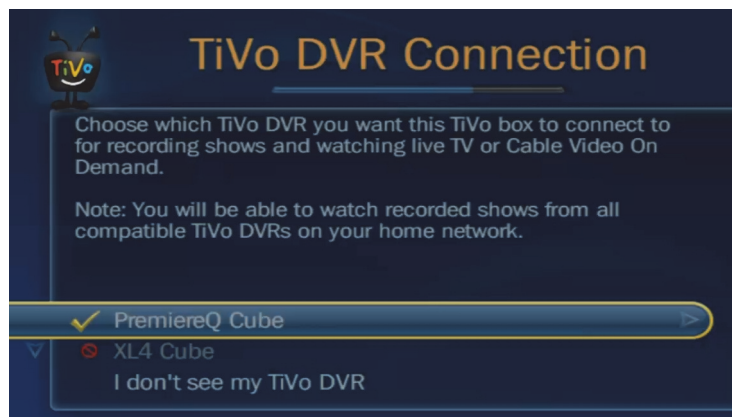 TiVo
TiVo DVR Connection
Choose which TiVo DVR you want this TiVo box to connect to
for recording shows and watching live TV or Cable Video On
Demand.
Note: You will be able to watch recorded shows from all
compatible TiVo DVRs on your home network.
PremiereQ Cube
XL4 Cube
I don't see my TiVo DVR